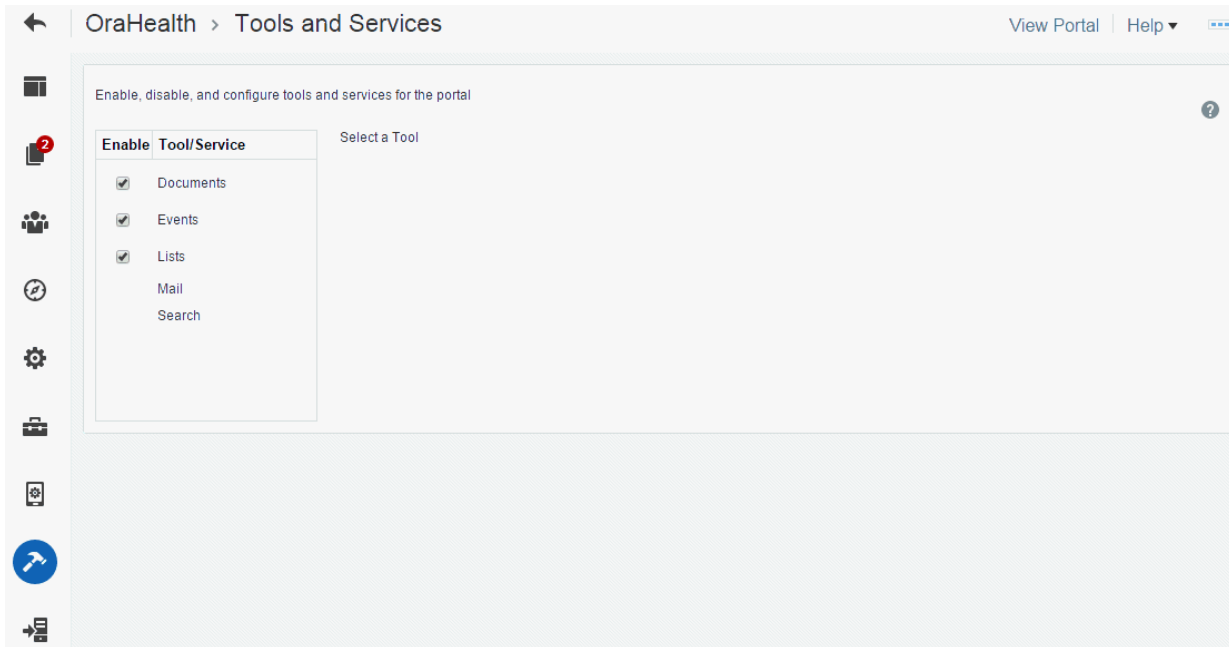 OraHealth > Tools and Services
View Portal
Help ▾
Enable, disable, and configure tools and services for the portal
?
2
Enable Tool/Service
Select a Tool
Documents
Events
Lists
Mail
Search